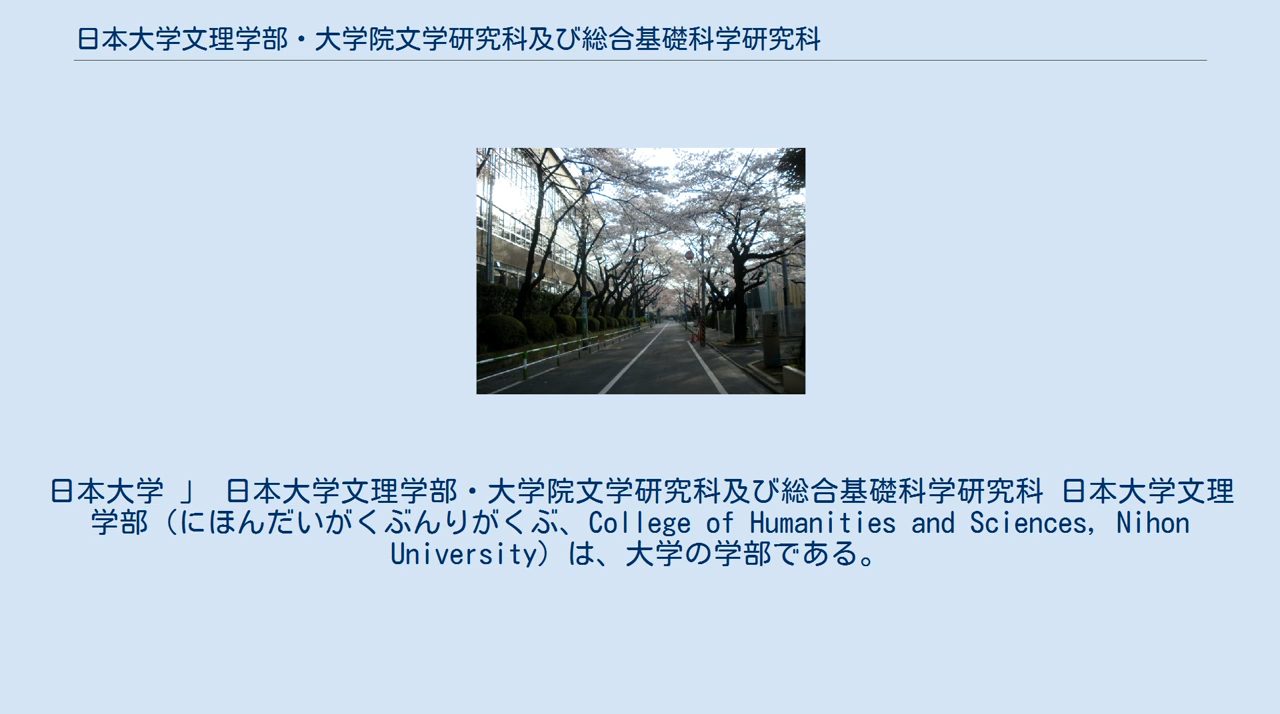 日本大学文理学部・大学院文学研究科及び総合基礎科学研究科
日本大学 」 日本大学文理学部・大学院文学研究科及び総合基礎科学研究科 日本大学文理
学部（にほんだいがくぶんりがくぶ、College of Humanities and Sciences, Nihon
University）は、大学の学部である。